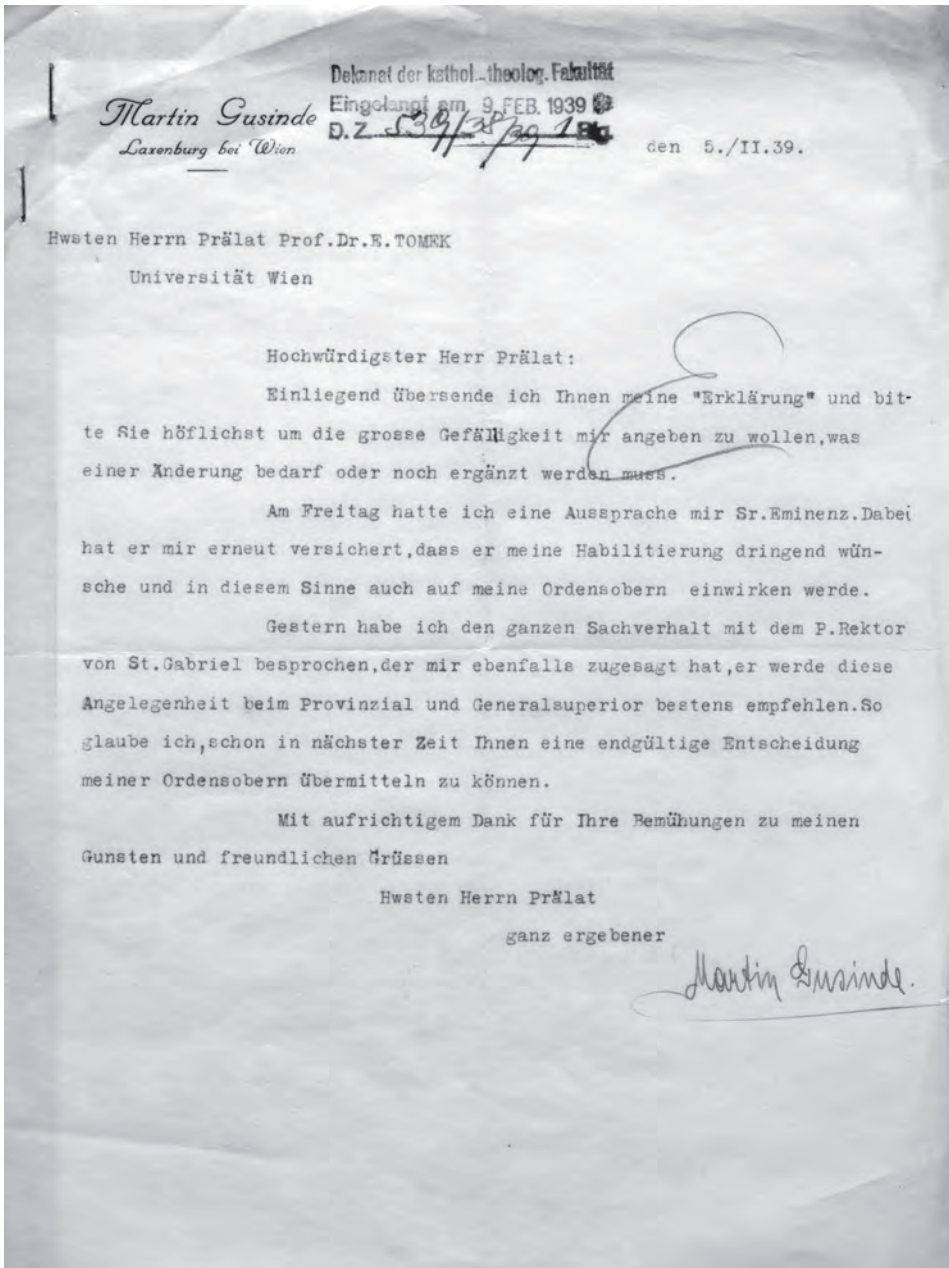 Dekanat der kathol.-theolog. Fakultät
Eingelangt am 9. FEB. 1939
D. Z. 539/38/39 1 Blg.
Martin Gusinde
Laxenburg bei Wien
den 5./II.39.
Hwsten Herrn Prälat Prof.Dr.E.TOMEK
Universität Wien
Hochwürdigster Herr Prälat:
Einliegend übersende ich Ihnen meine "Erklärung" und bit-
te Sie höflichst um die grosse Gefälligkeit mir angeben zu wollen,was
einer Änderung bedarf oder noch ergänzt werden muss.
Am Freitag hatte ich eine Aussprache mir Sr.Eminenz.Dabei
hat er mir erneut versichert,dass er meine Habilitierung dringend wün-
sche und in diesem Sinne auch auf meine Ordensobern einwirken werde.
Gestern habe ich den ganzen Sachverhalt mit dem P.Rektor
von St.Gabriel besprochen,der mir ebenfalls zugesagt hat,er werde diese
Angelegenheit beim Provinzial und Generalsuperior bestens empfehlen.So
glaube ich,schon in nächster Zeit Ihnen eine endgültige Entscheidung
meiner Ordensobern übermitteln zu können.
Mit aufrichtigem Dank für Ihre Bemühungen zu meinen
Gunsten und freundlichen Grüssen
Hwsten Herrn Prälat
ganz ergebener
Martin Gusinde.